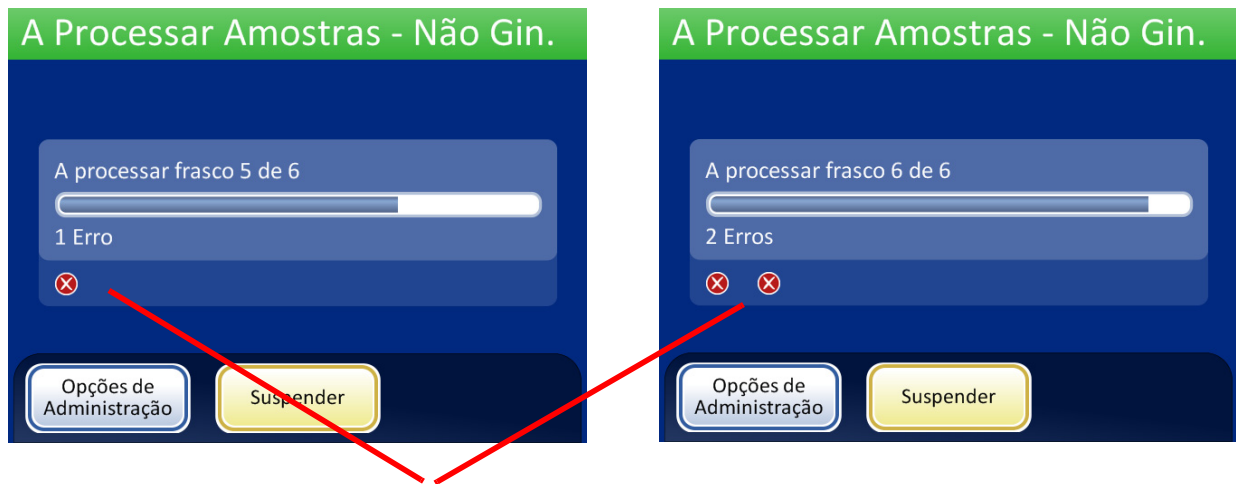 A Processar Amostras - Não Gin.
A processar frasco 5 de 6
1 Erro
Opções de
Administração
Suspender
A Processar Amostras - Não Gin.
A processar frasco 6 de 6
2 Erros
Opções de
Administração
Suspender